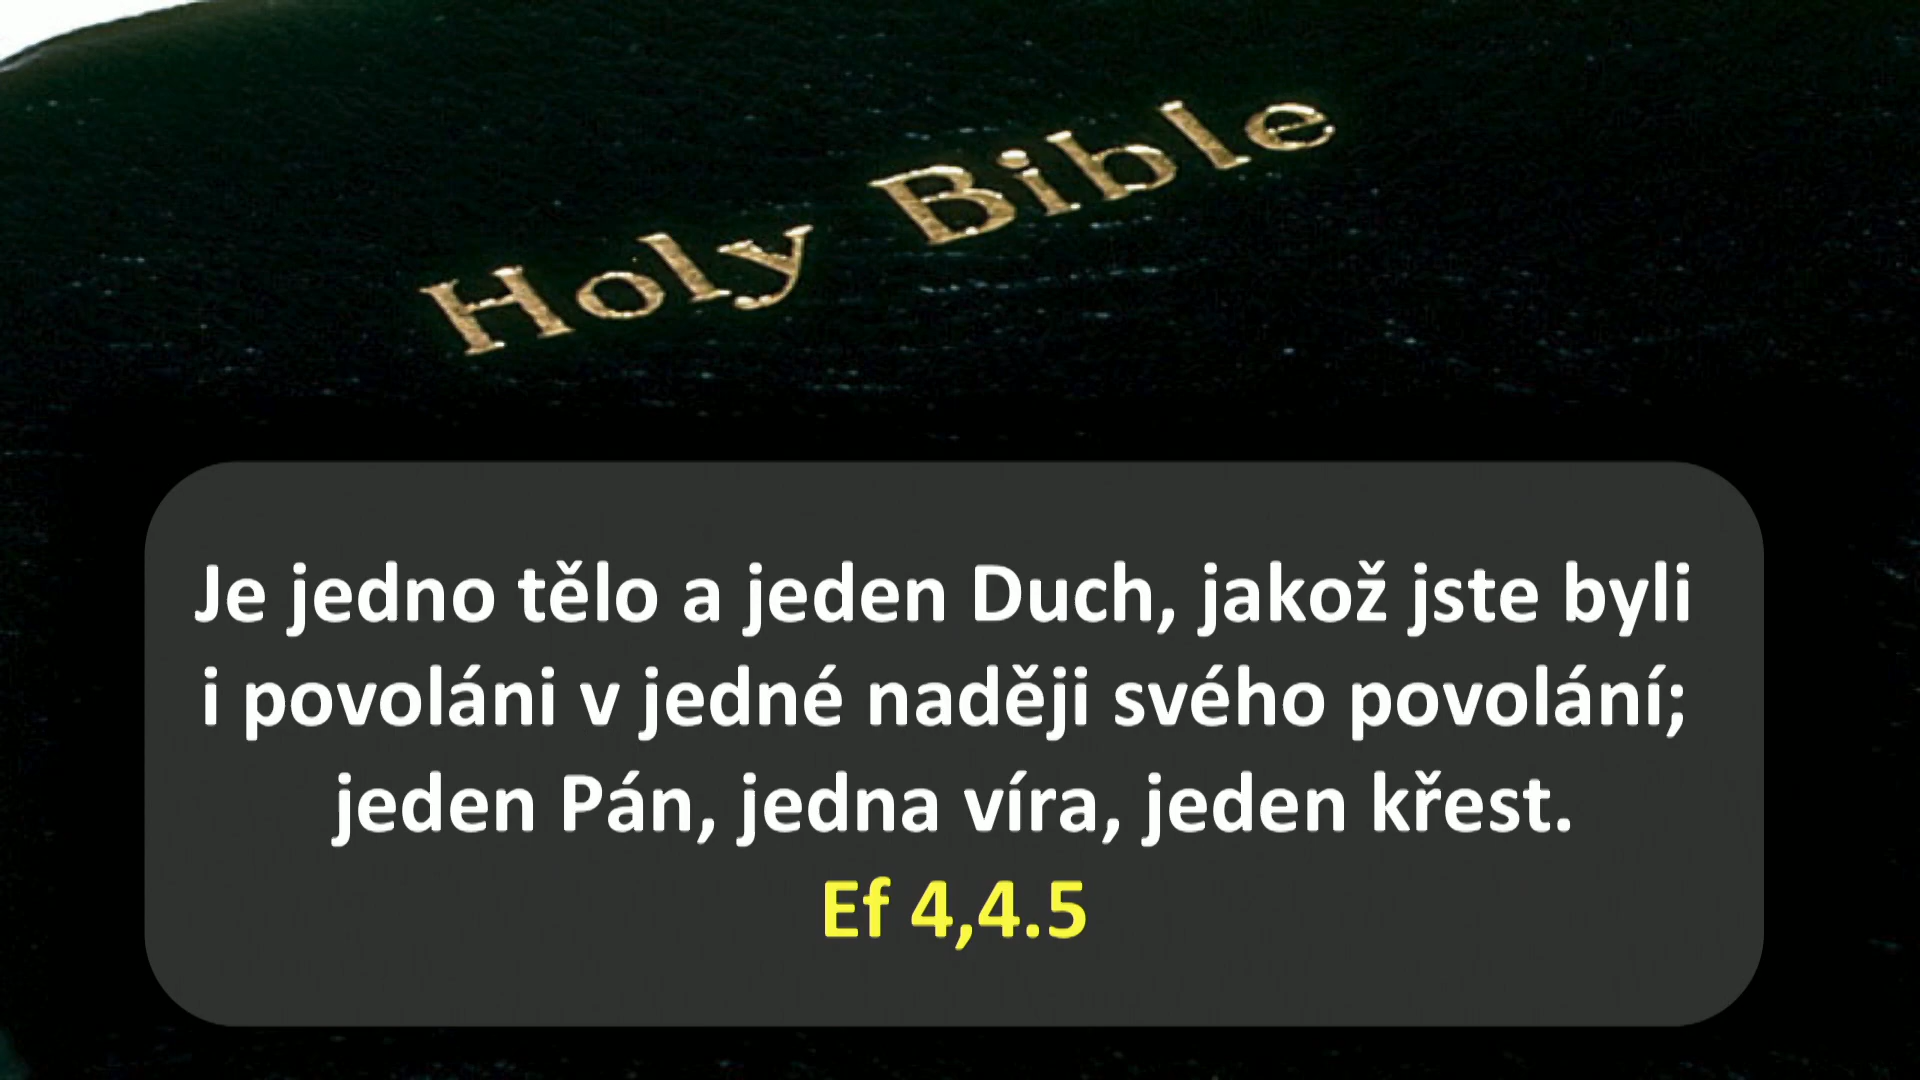 Holy Bible
Je jedno tělo a jeden Duch, jakož jste byli
i povoláni v jedné naději svého povolání;
jeden Pán, jedna víra, jeden křest.
Ef 4,4.5